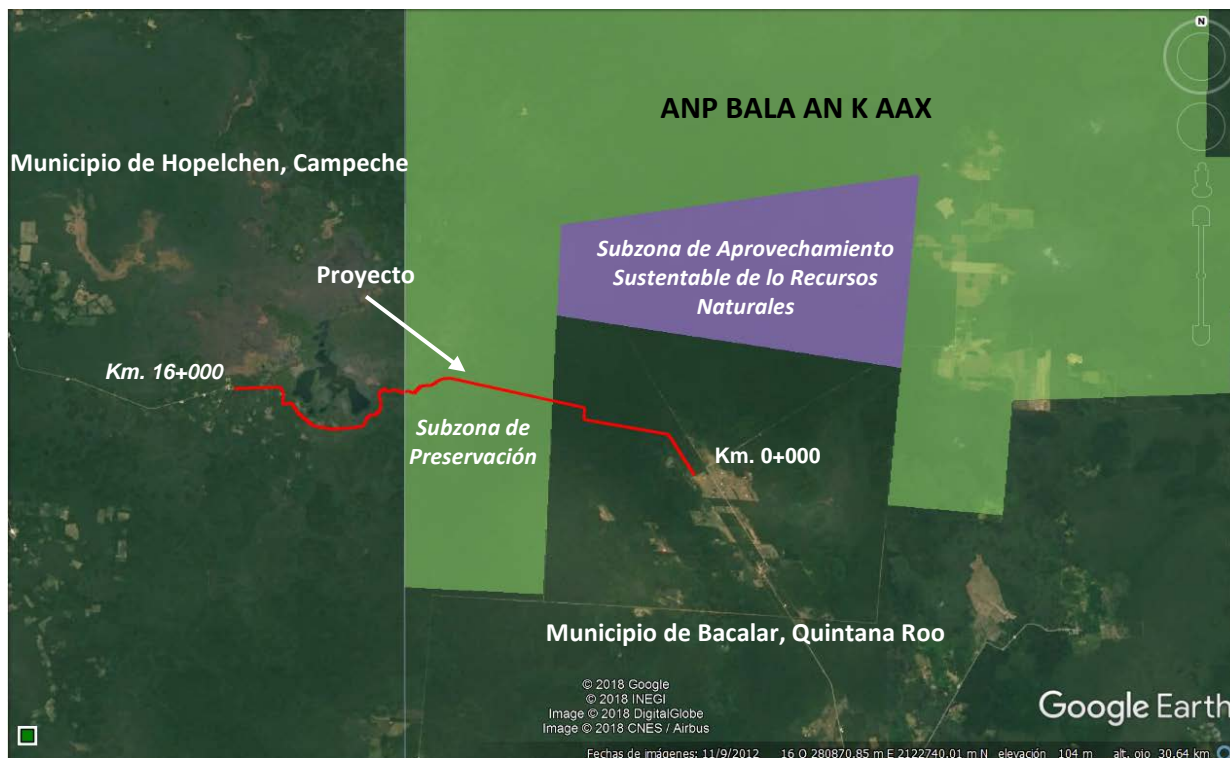 N
ANP BALA AN K AAX
Municipio de Hopelchen, Campeche
Subzona de Aprovechamiento
Sustentable de lo Recursos
Naturales
Proyecto
Km. 16+000
Subzona de
Preservación
Km. 0+000
Municipio de Bacalar, Quintana Roo
© 2018 Google
© 2018 INEGI
Image © 2018 DigitalGlobe
Image © 2018 CNES / Airbus
Google Earth
Fechas de imágenes: 11/9/2012 16 Q 280870.85 m E 2122740.01 m N elevación 104 m alt. ojo 30.64 km